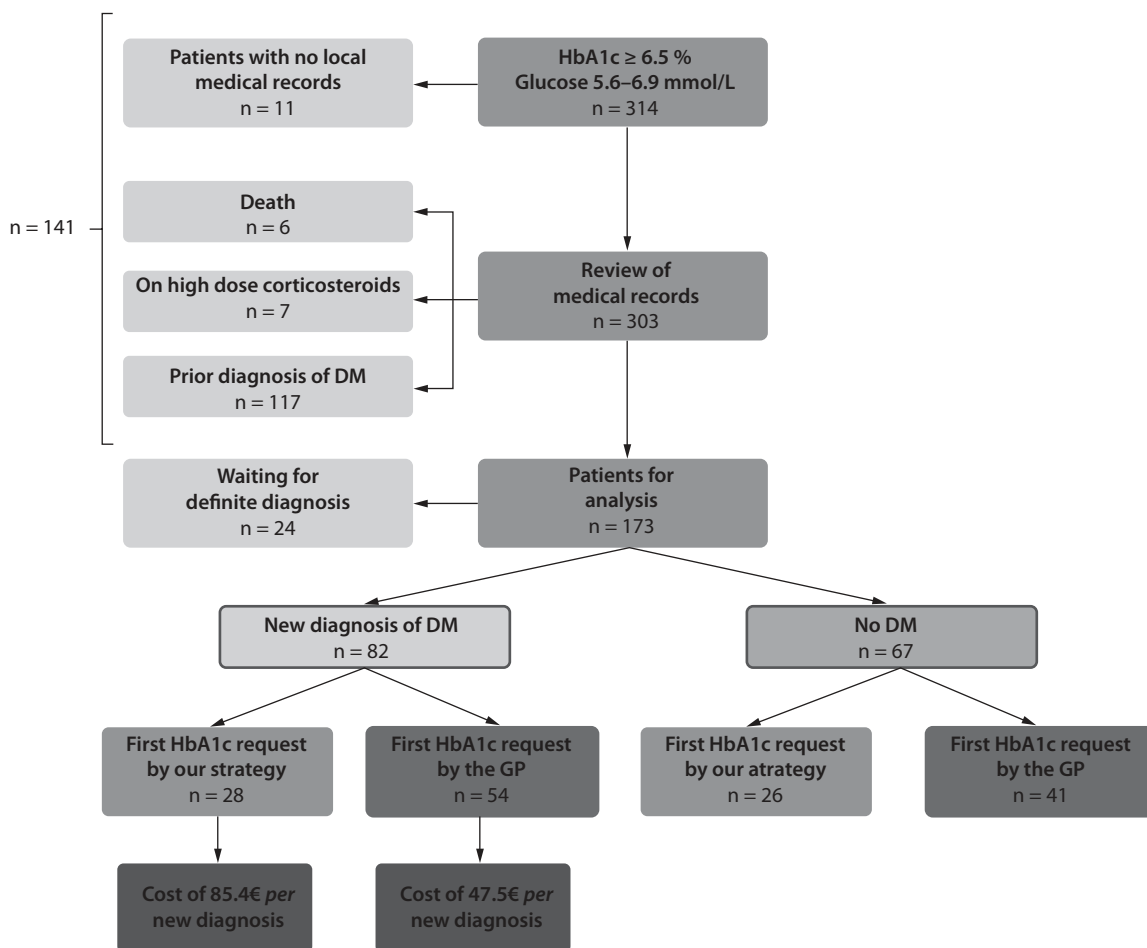 Patients with no local
medical records
n = 11
HbA1c ≥ 6.5 %
Glucose 5.6–6.9 mmol/L
n = 314
n = 141
Death
n = 6
On high dose corticosteroids
n = 7
Prior diagnosis of DM
n = 117
Review of
medical records
n = 303
Waiting for
definite diagnosis
n = 24
Patients for
analysis
n = 173
New diagnosis of DM
n = 82
No DM
n = 67
First HbA1c request
by our strategy
n = 28
First HbA1c request
by the GP
n = 54
First HbA1c request
by our atrategy
n = 26
First HbA1c request
by the GP
n = 41
Cost of 85.4€ per
new diagnosis
Cost of 47.5€ per
new diagnosis